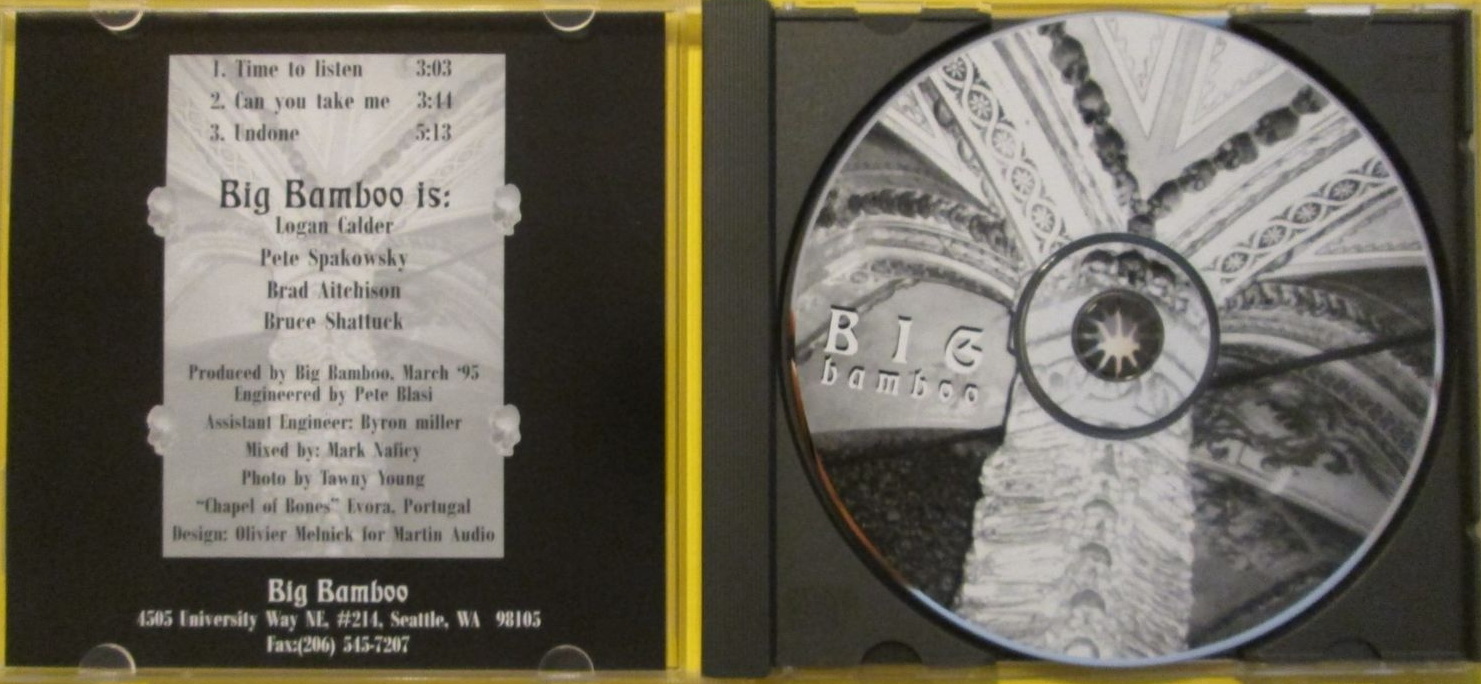 1. Time to listen 3:03
2. Can you take me 3:44
3. Undone 5:13
Big Bamboo is:
Logan Calder
Pete Spakowsky
Brad Aitchison
Bruce Shattuck
Produced by Big Bamboo, March '95
Engineered by Pete Blasi
Assistant Engineer: Byron miller
Mixed by: Mark Naficy
Photo by Tawny Young
"Chapel of Bones" Evora, Portugal
Design: Olivier Melnick for Martin Audio
Big Bamboo
4505 University Way NE, #214, Seattle, WA 98105
Fax:(206) 545-7207
BIG
bamboo